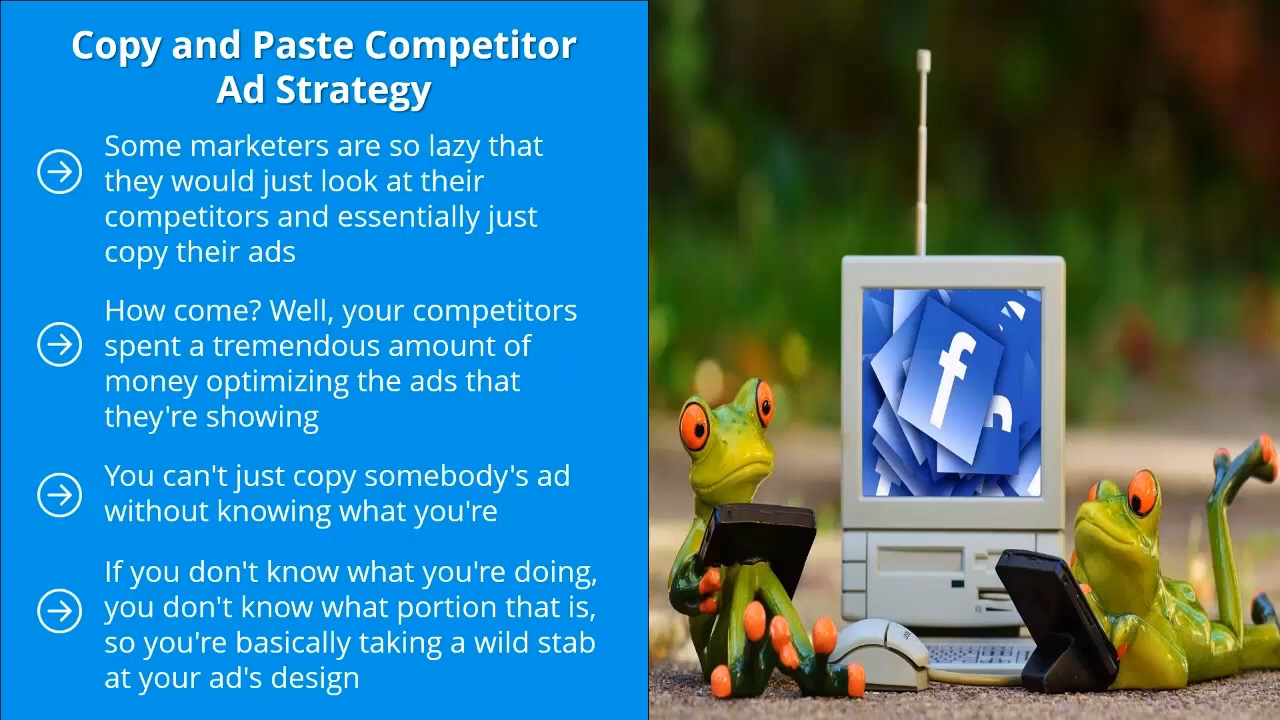 Copy and Paste Competitor
Ad Strategy
Some marketers are so lazy that
they would just look at their
competitors and essentially just
copy their ads
How come? Well, your competitors
spent a tremendous amount of
money optimizing the ads that
they're showing
You can't just copy somebody's ad
without knowing what you're
If you don't know what you're doing,
you don't know what portion that is,
so you're basically taking a wild stab
at your ad's design
f